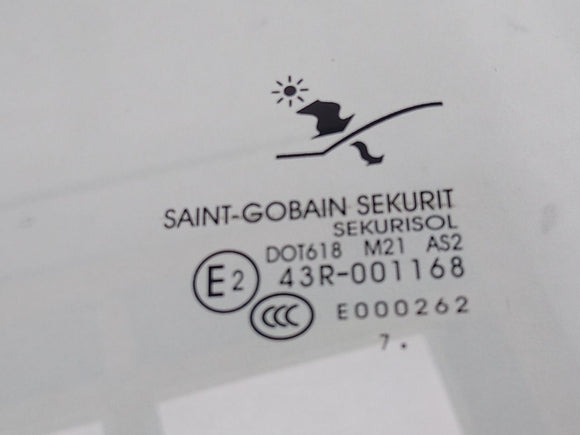 SAINT-GOBAIN SEKURIT
SEKURISOL
DOT618 M21 AS2
E2 43R-001168
CCC E000262
7 .